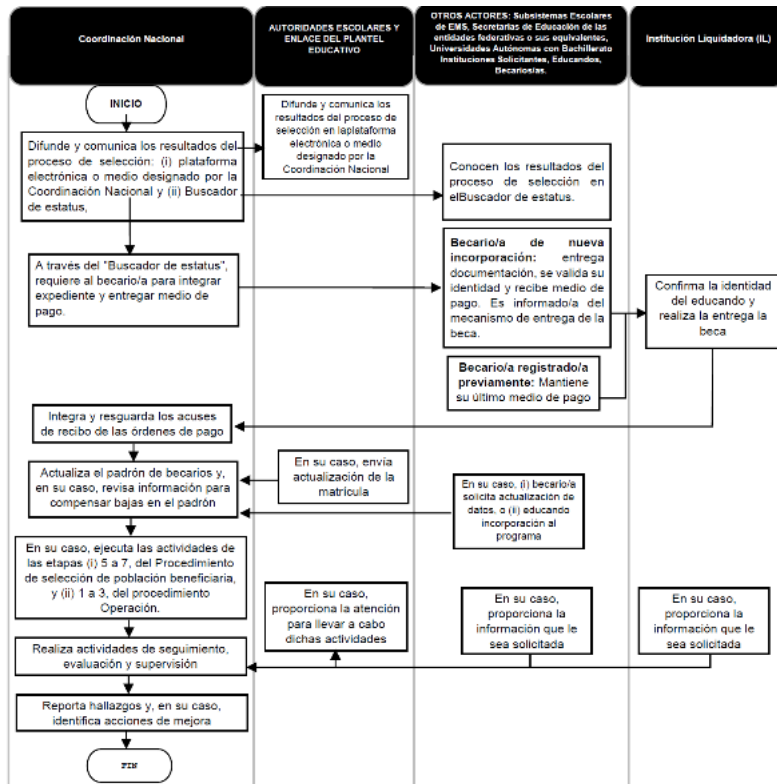 Coordinación Nacional
AUTORIDADES ESCOLARES Y
ENLACE DEL PLANTEL
EDUCATIVO
OTROS ACTORES: Subsistemas Escolares
de EMS, Secretarias de Educación de las
entidades federativas o sus equivalentes,
Universidades Autónomas con Bachillerato
Instituciones Solicitantes, Educandos,
Becarios/as.
Institución Liquidadora (IL)
INICIO
Difunde y comunica los resultados del
proceso de selección: (i) plataforma
electrónica o medio designado por la
Coordinación Nacional y (ii) Buscador
de estatus,
Difunde y comunica los
resultados del proceso de
selección en laplataforma
electrónica o medio
designado por la
Coordinación Nacional
Conocen los resultados del
proceso de selección en
elBuscador de estatus.
A través del "Buscador de estatus",
requiere al becario/a para integrar
expediente y entregar medio de
pago.
Becario/a de nueva
incorporación: entrega
documentación, se valida su
identidad y recibe medio de
pago. Es informado/a del
mecanismo de entrega de la
beca.
Confirma la identidad
del educando y
realiza la entrega la
beca
Becario/a registrado/a
previamente: Mantiene
su último medio de pago
Integra y resguarda los acuses
de recibo de las órdenes de pago
Actualiza el padrón de becarios y,
en su caso, revisa información para
compensar bajas en el padrón
En su caso, envía
actualización de la
matrícula
En su caso, (i) becario/a
solicita actualización de
datos, o (ii) educando
incorporación al
programa
En su caso, ejecuta las actividades de
las etapas (i) 5 a 7, del Procedimiento
de selección de población beneficiaria,
y (ii) 1 a 3, del procedimiento
Operación.
En su caso,
proporciona la atención
para llevar a cabo
dichas actividades
En su caso,
proporciona la
información que le
sea solicitada
En su caso,
proporciona la
información que le
sea solicitada
Realiza actividades de seguimiento,
evaluación y supervisión
Reporta hallazgos y, en su caso,
identifica acciones de mejora
FIN